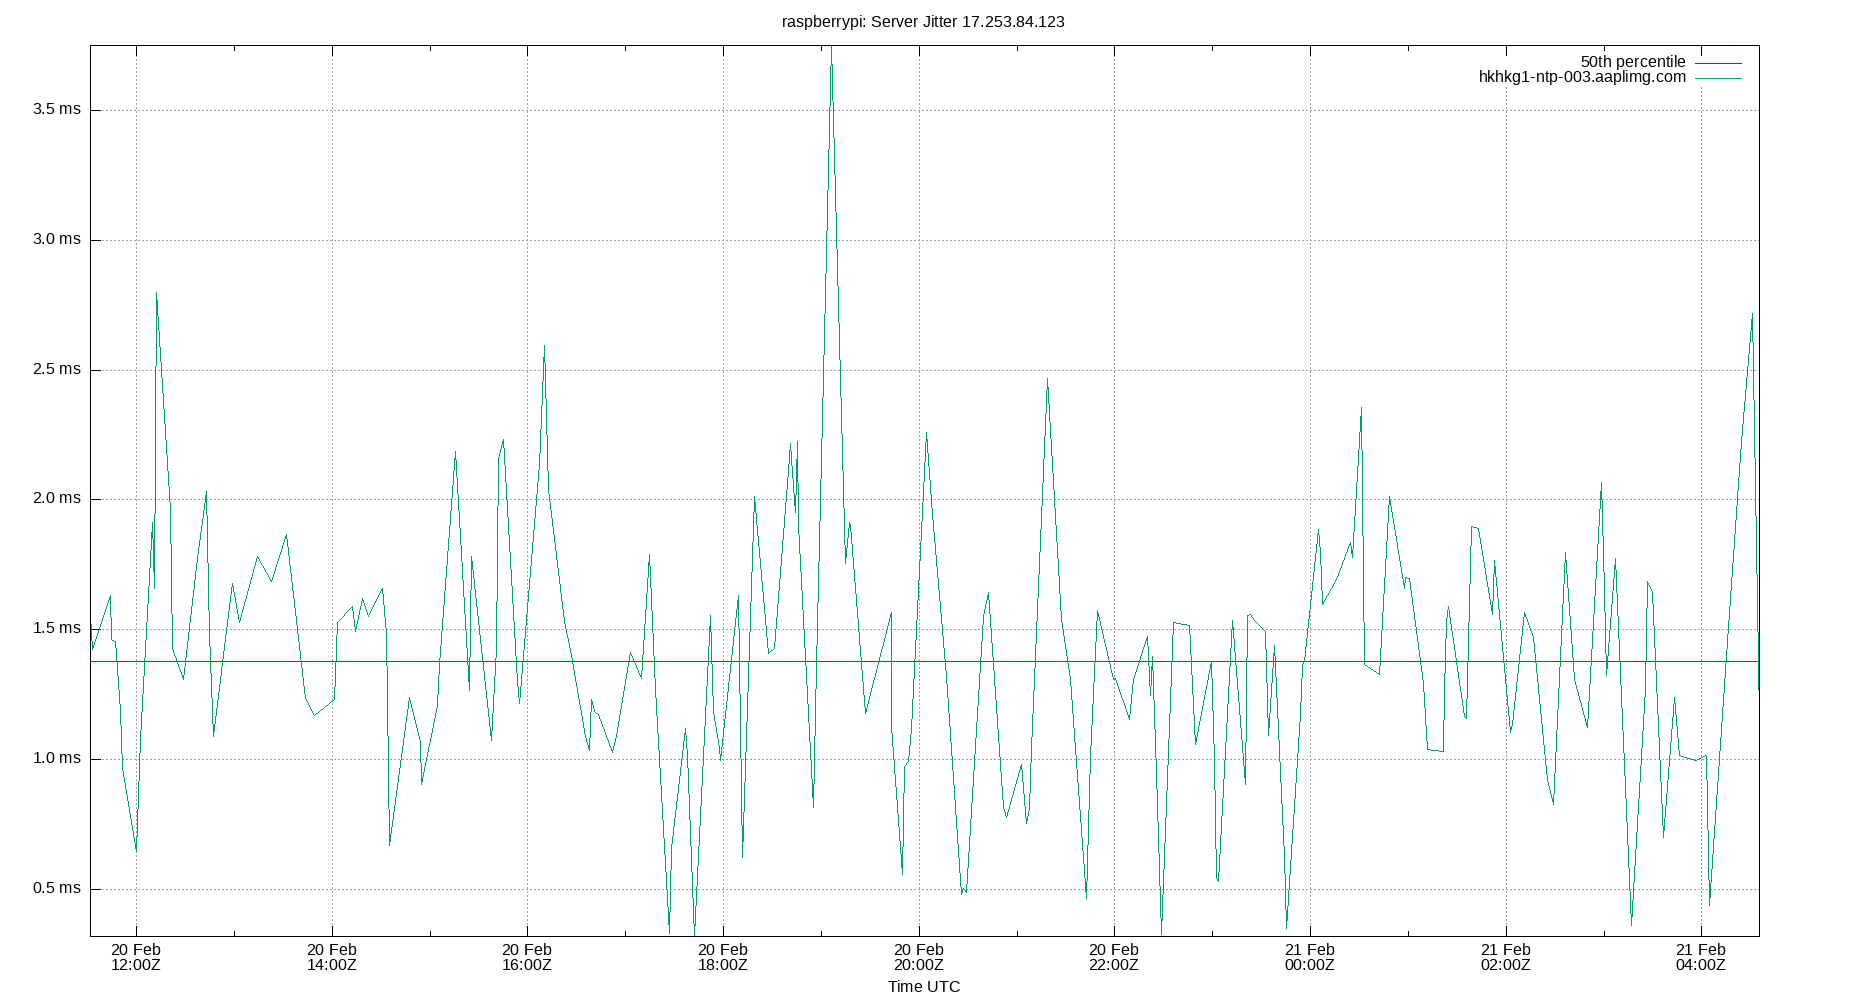 raspberrypi: Server Jitter 17.253.84.123
50th percentile
hkhkg1-ntp-003.aaplimg.com
3.5 ms
3.0 ms
2.5 ms
2.0 ms
1.5 ms
1.0 ms
0.5 ms
20 Feb 20 Feb 20 Feb 20 Feb 20 Feb 20 Feb 21 Feb 21 Feb 21 Feb
12:00Z 14:00Z 16:00Z 18:00Z 20:00Z 22:00Z 00:00Z 02:00Z 04:00Z
Time UTC